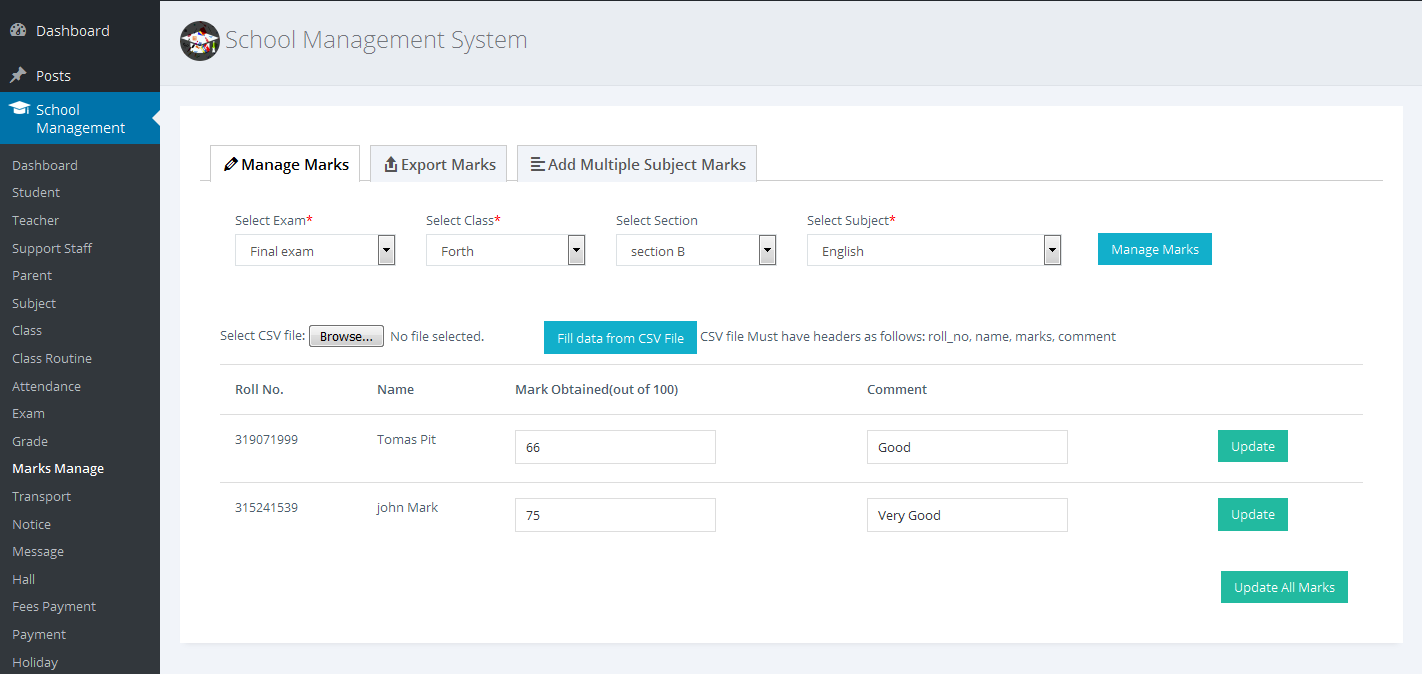 Dashboard
Posts
School
Management
Dashboard
Student
Teacher
Support Staff
Parent
Subject
Class
Class Routine
Attendance
Exam
Grade
Marks Manage
Transport
Notice
Message
Hall
Fees Payment
Payment
Holiday
School Management System
Manage Marks Export Marks Add Multiple Subject Marks
Select Exam* Select Class* Select Section Select Subject*
Final exam Forth section B English Manage Marks
Select CSV file: Browse... No file selected. Fill data from CSV File CSV file Must have headers as follows: roll_no, name, marks, comment
Roll No. Name Mark Obtained(out of 100) Comment
319071999 Tomas Pit 66 Good Update
315241539 john Mark 75 Very Good Update
Update All Marks